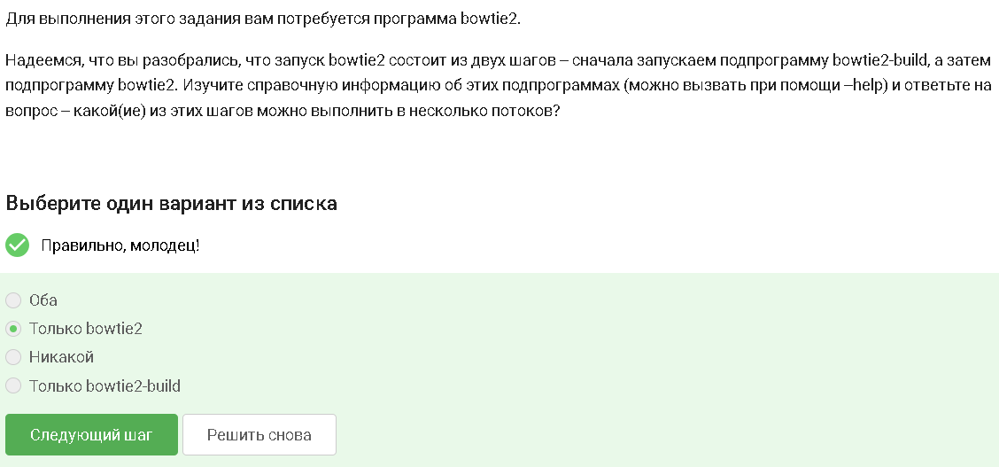 Для выполнения этого задания вам потребуется программа bowtie2.
Надеемся, что вы разобрались, что запуск bowtie2 состоит из двух шагов – сначала запускаем подпрограмму bowtie2-build, а затем
подпрограмму bowtie2. Изучите справочную информацию об этих подпрограммах (можно вызвать при помощи –help) и ответьте на
вопрос – какой(ие) из этих шагов можно выполнить в несколько потоков?
Выберите один вариант из списка
Правильно, молодец!
Оба
Только bowtie2
Никакой
Только bowtie2-build
Следующий шаг
Решить снова